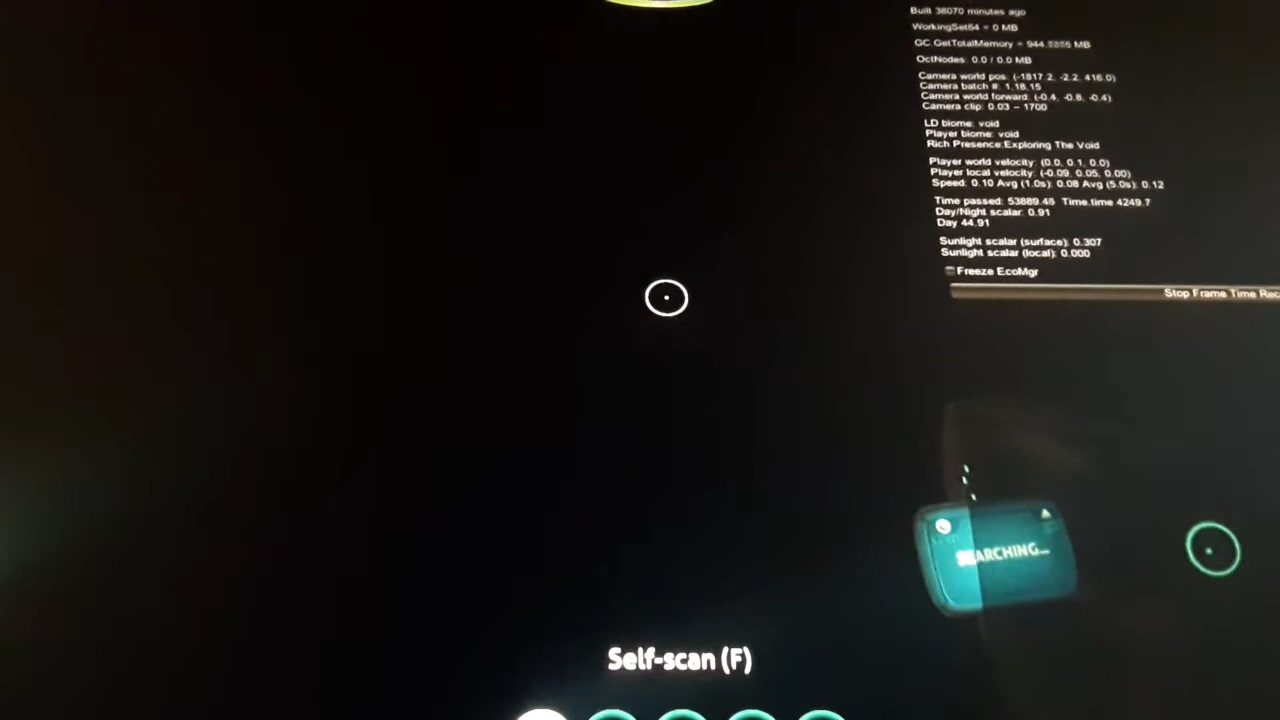 Built 38070 minutes ago
WorkingSet64 = 0 MB
GC.GetTotalMemory = MB
OctNodes: 0.0 / 0.0 MB
Camera world pos: (-1817.2, -2.2, 416.0)
Camera batch #: 1,18,15
Camera world forward: (-0.4, -0.8, -0.4)
Camera clip: 0.03 – 1700
LD biome: void
Player biome: void
Rich Presence:Exploring The Void
Player world velocity: (0.0, 0.1, 0.0)
Player local velocity: (-0.09, 0.05, 0.00)
Speed: 0.10 Avg (1.0s): 0.08 Avg (5.0s): 0.12
Time passed: 53889.48 Time.time 4249.7
Day/Night scalar: 0.91
Day 44.91
Sunlight scalar (surface): 0.307
Sunlight scalar (local): 0.000
Freeze EcoMgr
Stop Frame Time Rec
SEARCHING...
Self-scan (F)